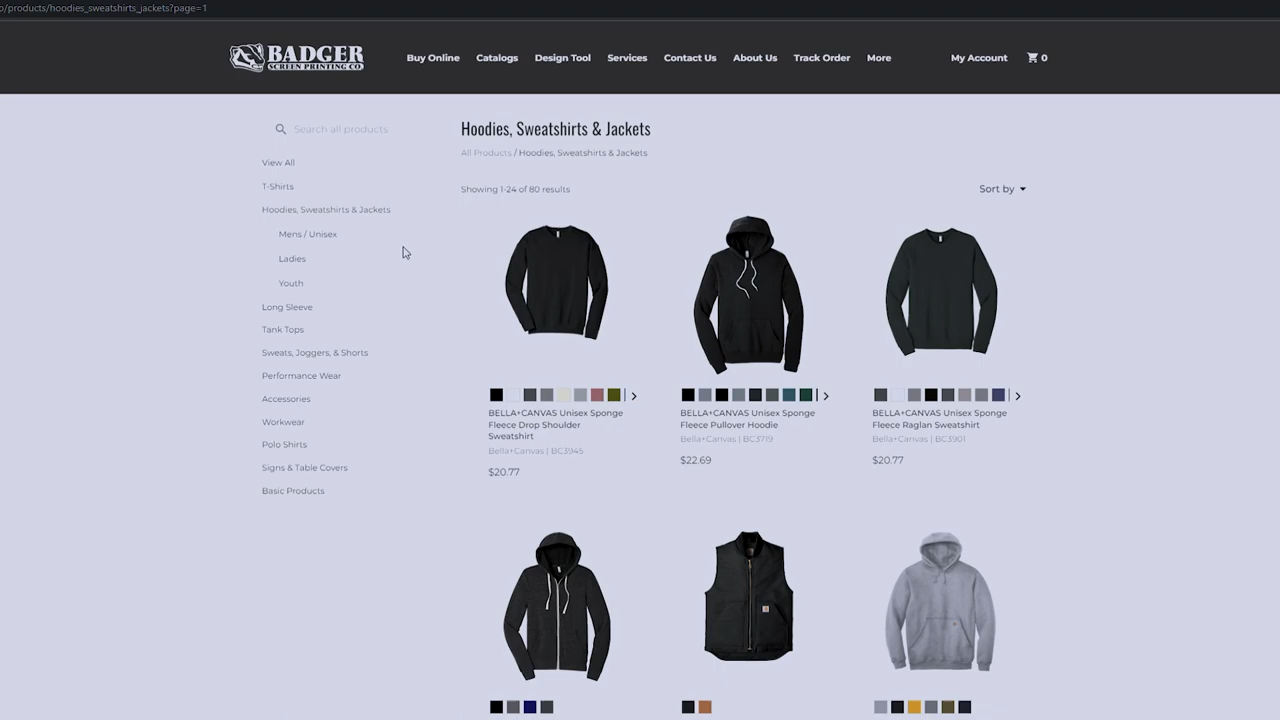 o/products/hoodies_sweatshirts_jackets?page=1
BADGER
SCREEN PRINTING CO
Buy Online
Catalogs
Design Tool
Services
Contact Us
About Us
Track Order
More
My Account
0
Search all products
View All
T-Shirts
Hoodies, Sweatshirts & Jackets
Mens / Unisex
Ladies
Youth
Long Sleeve
Tank Tops
Sweats, Joggers, & Shorts
Performance Wear
Accessories
Workwear
Polo Shirts
Signs & Table Covers
Basic Products
Hoodies, Sweatshirts & Jackets
All Products / Hoodies, Sweatshirts & Jackets
Showing 1-24 of 80 results
Sort by
BELLA+CANVAS Unisex Sponge
Fleece Drop Shoulder
Sweatshirt
Bella+Canvas | BC3945
$20.77
BELLA+CANVAS Unisex Sponge
Fleece Pullover Hoodie
Bella+Canvas | BC3719
$22.69
BELLA+CANVAS Unisex Sponge
Fleece Raglan Sweatshirt
Bella+Canvas | BC3901
$20.77